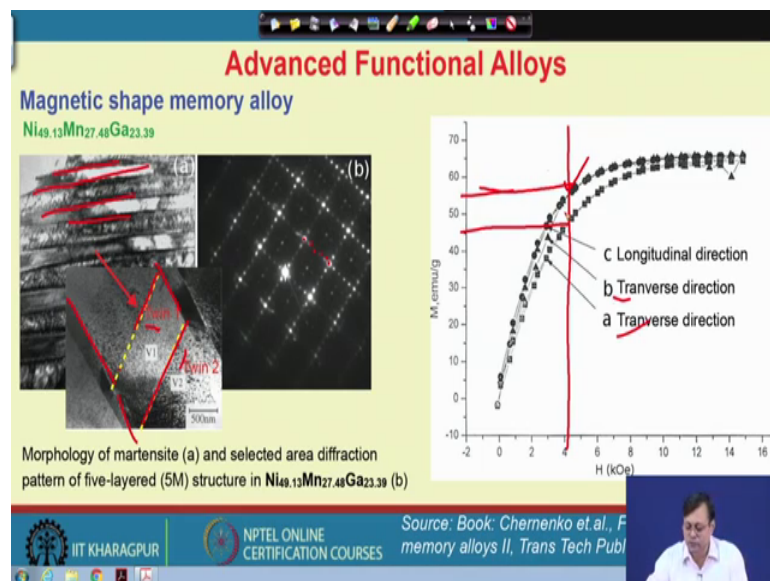 Advanced Functional Alloys
Magnetic shape memory alloy
Ni49.13Mn27.48Ga23.39
(a)
(b)
Twin 1
V1
Twin 2
V2
500nm
Morphology of martensite (a) and selected area diffraction
pattern of five-layered (5M) structure in Ni49.13Mn27.48Ga23.39 (b)
70
60
50
40
30
20
10
0
-10
M, emu/g
c Longitudinal direction
b Tranverse direction
a Tranverse direction
-2 0 2 4 6 8 10 12 14 16
H (kOe)
IIT KHARAGPUR
NPTEL ONLINE
CERTIFICATION COURSES
Source: Book: Chernenko et.al., F
memory alloys II, Trans Tech Publ